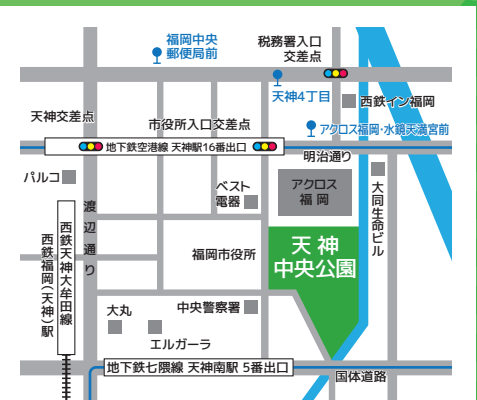 福岡中央
郵便局前
税務署入口
交差点
天神4丁目
西鉄イン福岡
天神交差点
市役所入口交差点
アクロス福岡・水鏡天満宮前
地下鉄空港線 天神駅16番出口
明治通り
パルコ
ベスト
電器
アクロス
福岡
大同生命ビル
渡辺通り
西鉄天神大牟田線
西鉄福岡(天神)駅
福岡市役所
天神
中央公園
大丸
中央警察署
エルガーラ
地下鉄七隈線 天神南駅 5番出口
国体道路